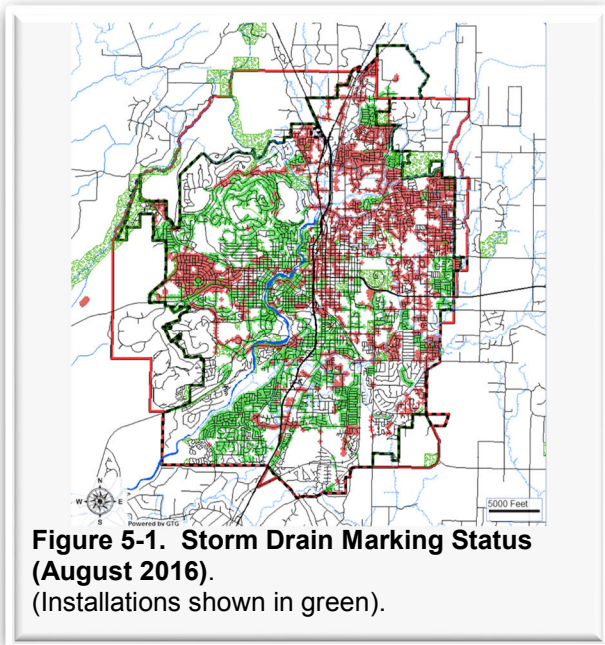 N
W E
S
Powered by GTG
5000 Feet
Figure 5-1. Storm Drain Marking Status
(August 2016).
(Installations shown in green).